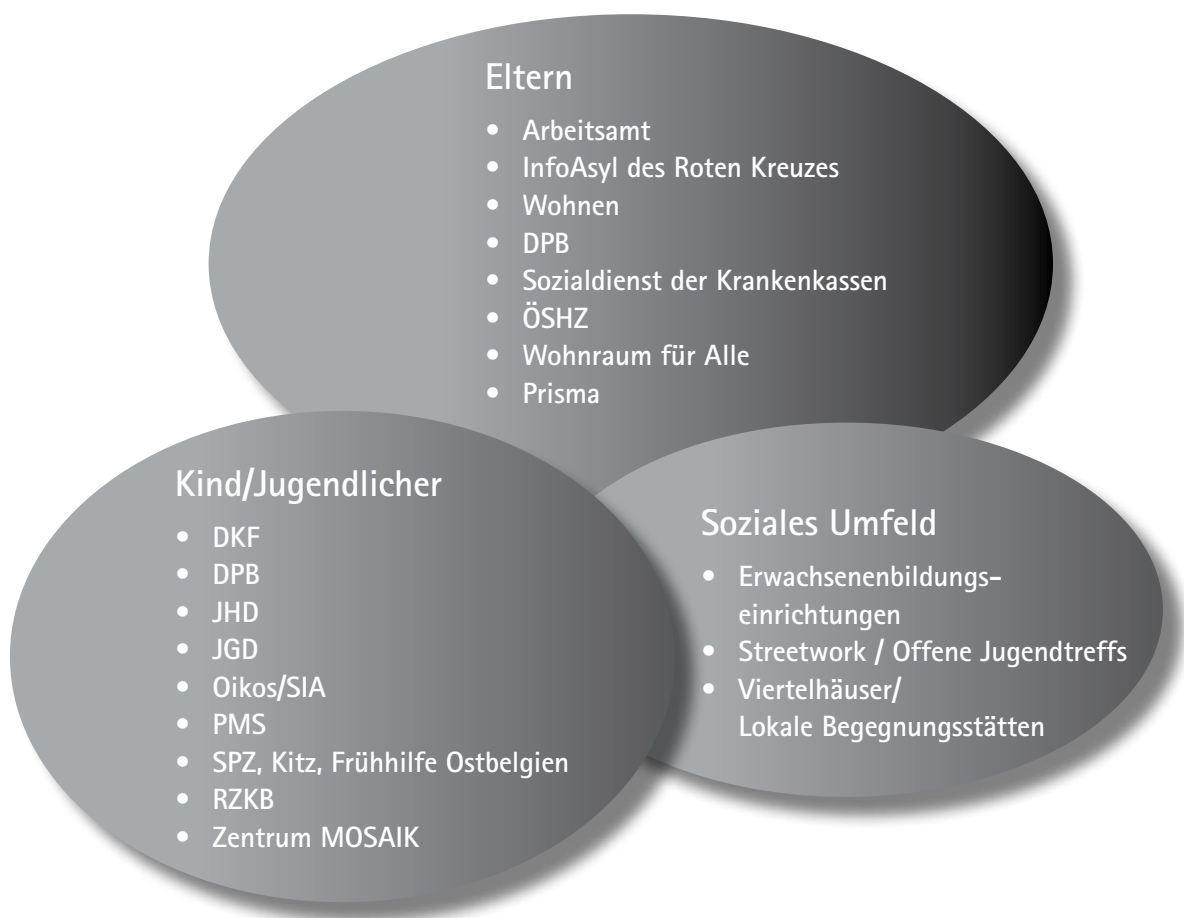 Eltern
• Arbeitsamt
• InfoAsyl des Roten Kreuzes
• Wohnen
• DPB
• Sozialdienst der Krankenkassen
• ÖSHZ
• Wohnraum für Alle
• Prisma
Kind/Jugendlicher
• DKF
• DPB
• JHD
• JGD
• Oikos/SIA
• PMS
• SPZ, Kitz, Frühhilfe Ostbelgien
• RZKB
• Zentrum MOSAIK
Soziales Umfeld
• Erwachsenenbildungs-
einrichtungen
• Streetwork / Offene Jugendtreffs
• Viertelhäuser/
Lokale Begegnungsstätten